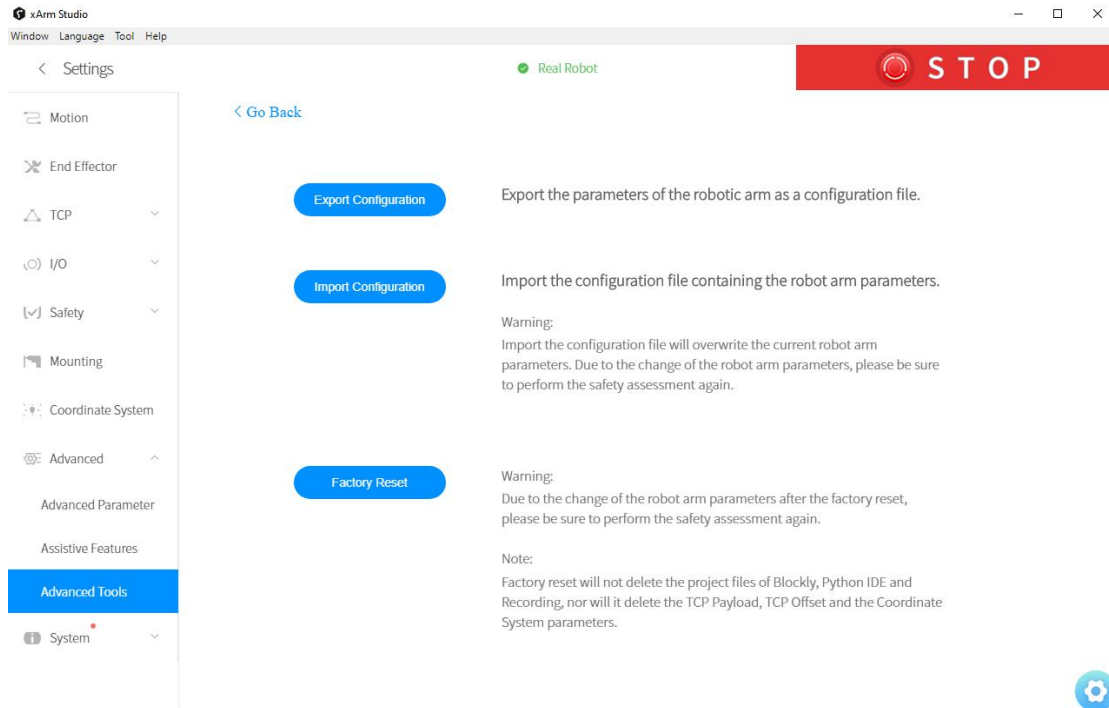 xArm Studio
Window Language Tool Help
Settings
Real Robot
STOP
Motion
End Effector
TCP
I/O
Safety
Mounting
Coordinate System
Advanced
Advanced Parameter
Assistive Features
Advanced Tools
System
< Go Back
Export Configuration
Export the parameters of the robotic arm as a configuration file.
Import Configuration
Import the configuration file containing the robot arm parameters.
Warning:
Import the configuration file will overwrite the current robot arm
parameters. Due to the change of the robot arm parameters, please be sure
to perform the safety assessment again.
Factory Reset
Warning:
Due to the change of the robot arm parameters after the factory reset,
please be sure to perform the safety assessment again.
Note:
Factory reset will not delete the project files of Blockly, Python IDE and
Recording, nor will it delete the TCP Payload, TCP Offset and the Coordinate
System parameters.